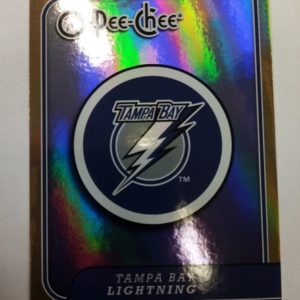 O-Pee-Chee
TAMPA BAY
TM
TAMPA BAY
LIGHTNING